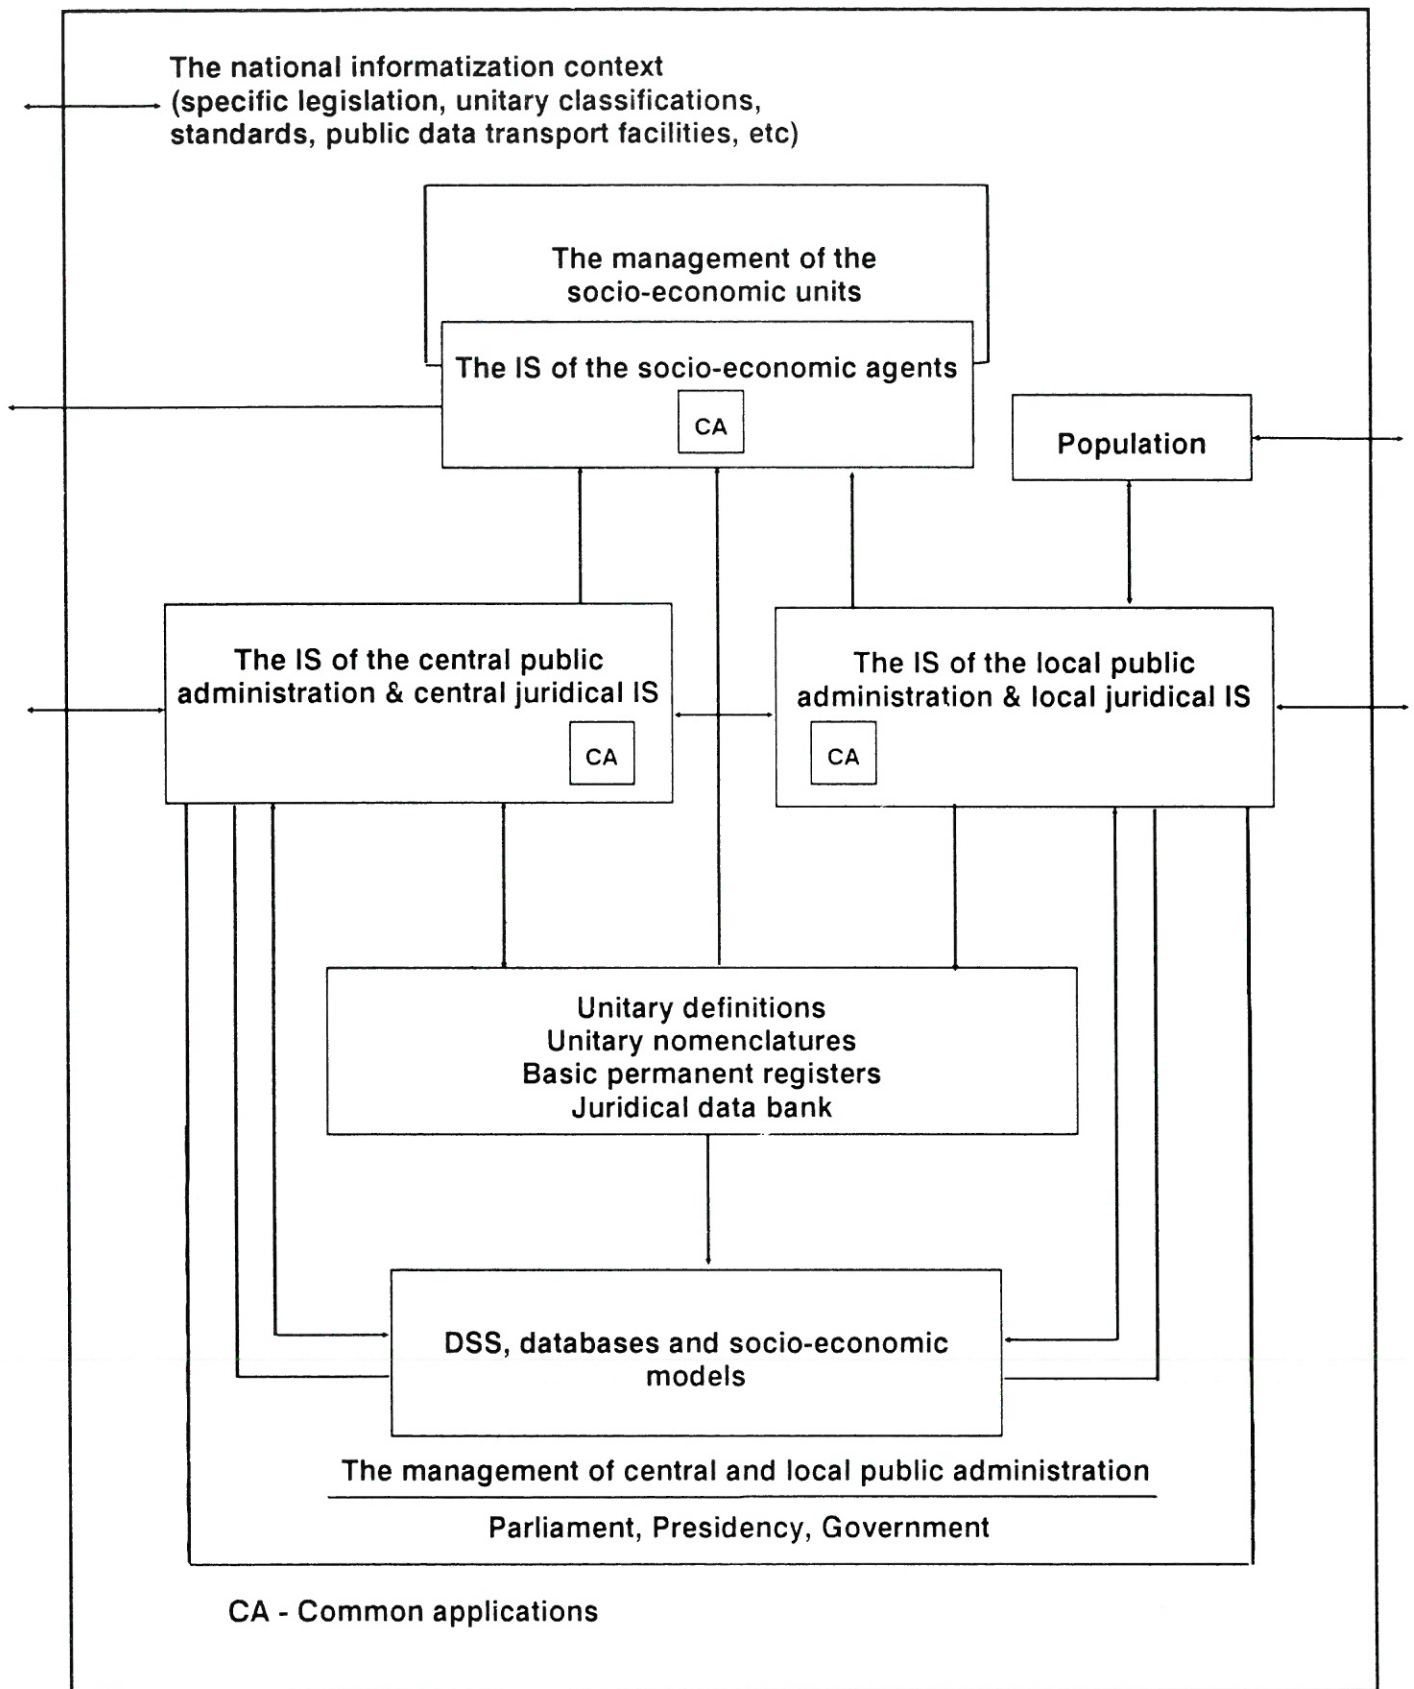 The national informatization context
(specific legislation, unitary classifications,
standards, public data transport facilities, etc)
The management of the
socio-economic units
The IS of the socio-economic agents
CA
Population
The IS of the central public
administration & central juridical IS
CA
The IS of the local public
administration & local juridical IS
CA
Unitary definitions
Unitary nomenclatures
Basic permanent registers
Juridical data bank
DSS, databases and socio-economic
models
The management of central and local public administration
Parliament, Presidency, Government
CA - Common applications